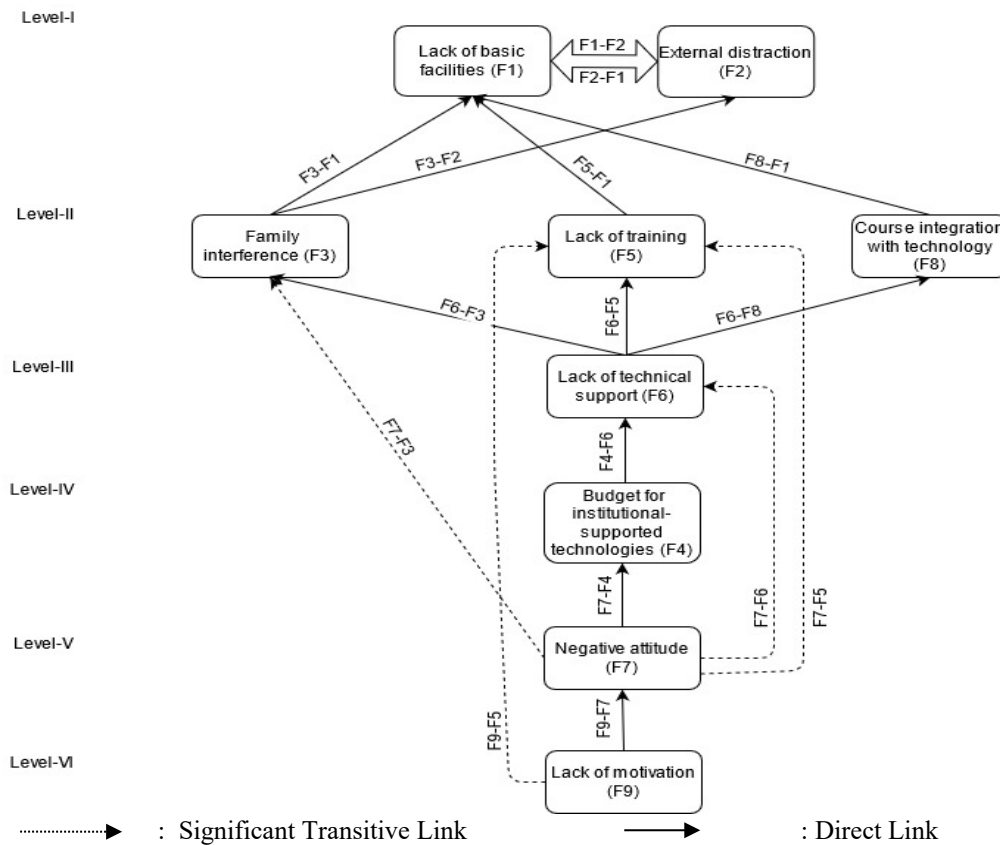 Level-I
Lack of basic
facilities (F1)
F1-F2
F2-F1
External distraction
(F2)
F3-F1
F3-F2
F5-F1
F8-F1
Level-II
Family
interference (F3)
Lack of training
(F5)
Course integration
with technology
(F8)
F6-F3
F6-F5
F6-F8
Level-III
Lack of technical
support (F6)
F7-F3
F4-F6
Level-IV
Budget for
institutional-
supported
technologies (F4)
F7-F4
F7-F6
F7-F5
Level-V
Negative attitude
(F7)
F9-F5
F9-F7
Level-VI
Lack of motivation
(F9)
: Significant Transitive Link
: Direct Link